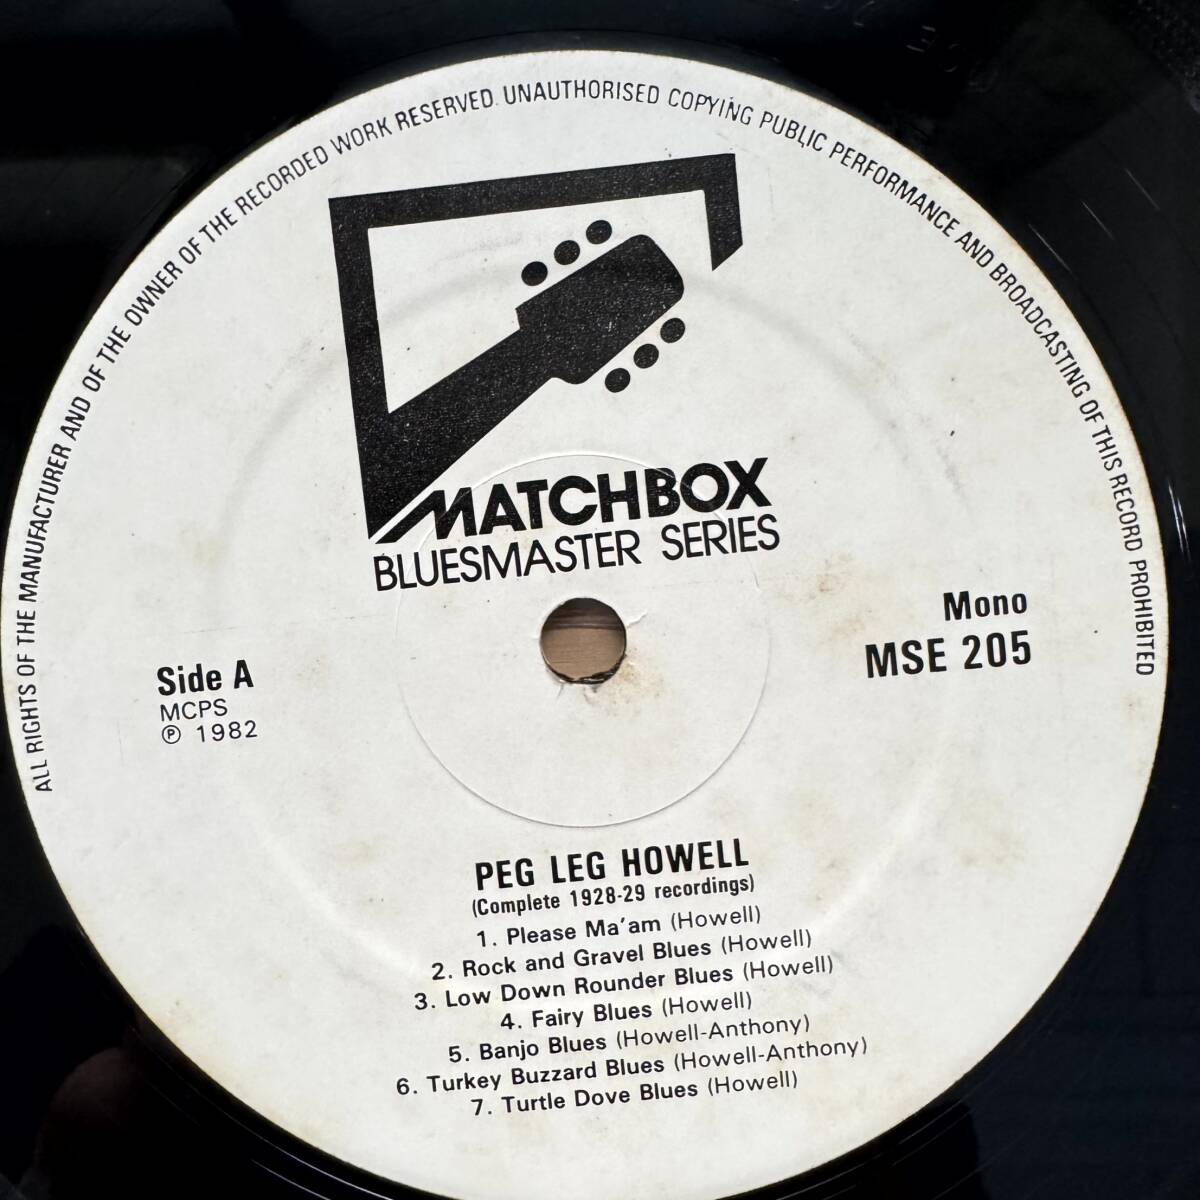 ALL RIGHTS OF THE MANUFACTURER AND OF THE OWNER OF THE RECORDED WORK RESERVED. UNAUTHORISED COPYING PUBLIC PERFORMANCE AND BROADCASTING OF THIS RECORD PROHIBITED
MATCHBOX
BLUESMASTER SERIES
Mono
MSE 205
Side A
MCPS
℗ 1982
PEG LEG HOWELL
(Complete 1928-29 recordings)
1. Please Ma'am (Howell)
2. Rock and Gravel Blues (Howell)
3. Low Down Rounder Blues (Howell)
4. Fairy Blues (Howell)
5. Banjo Blues (Howell-Anthony)
6. Turkey Buzzard Blues (Howell-Anthony)
7. Turtle Dove Blues (Howell)